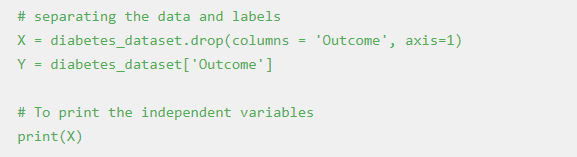 # separating the data and labels
X = diabetes_dataset.drop(columns = 'Outcome', axis=1)
Y = diabetes_dataset['Outcome']
# To print the independent variables
print(X)